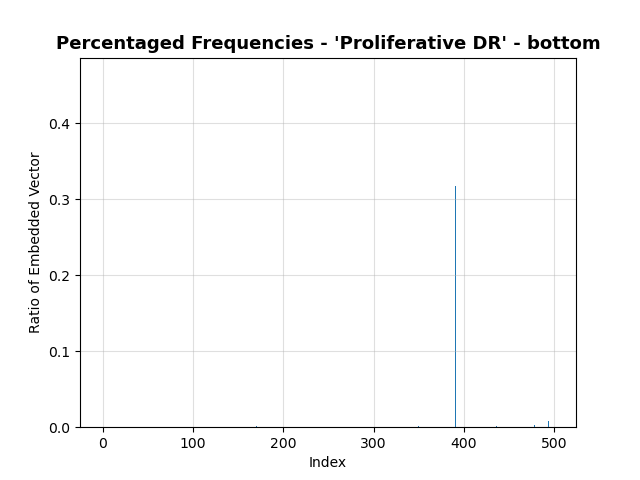 Percentaged Frequencies - 'Proliferative DR' - bottom
Ratio of Embedded Vector
0.4
0.3
0.2
0.1
0.0
0 100 200 300 400 500
Index